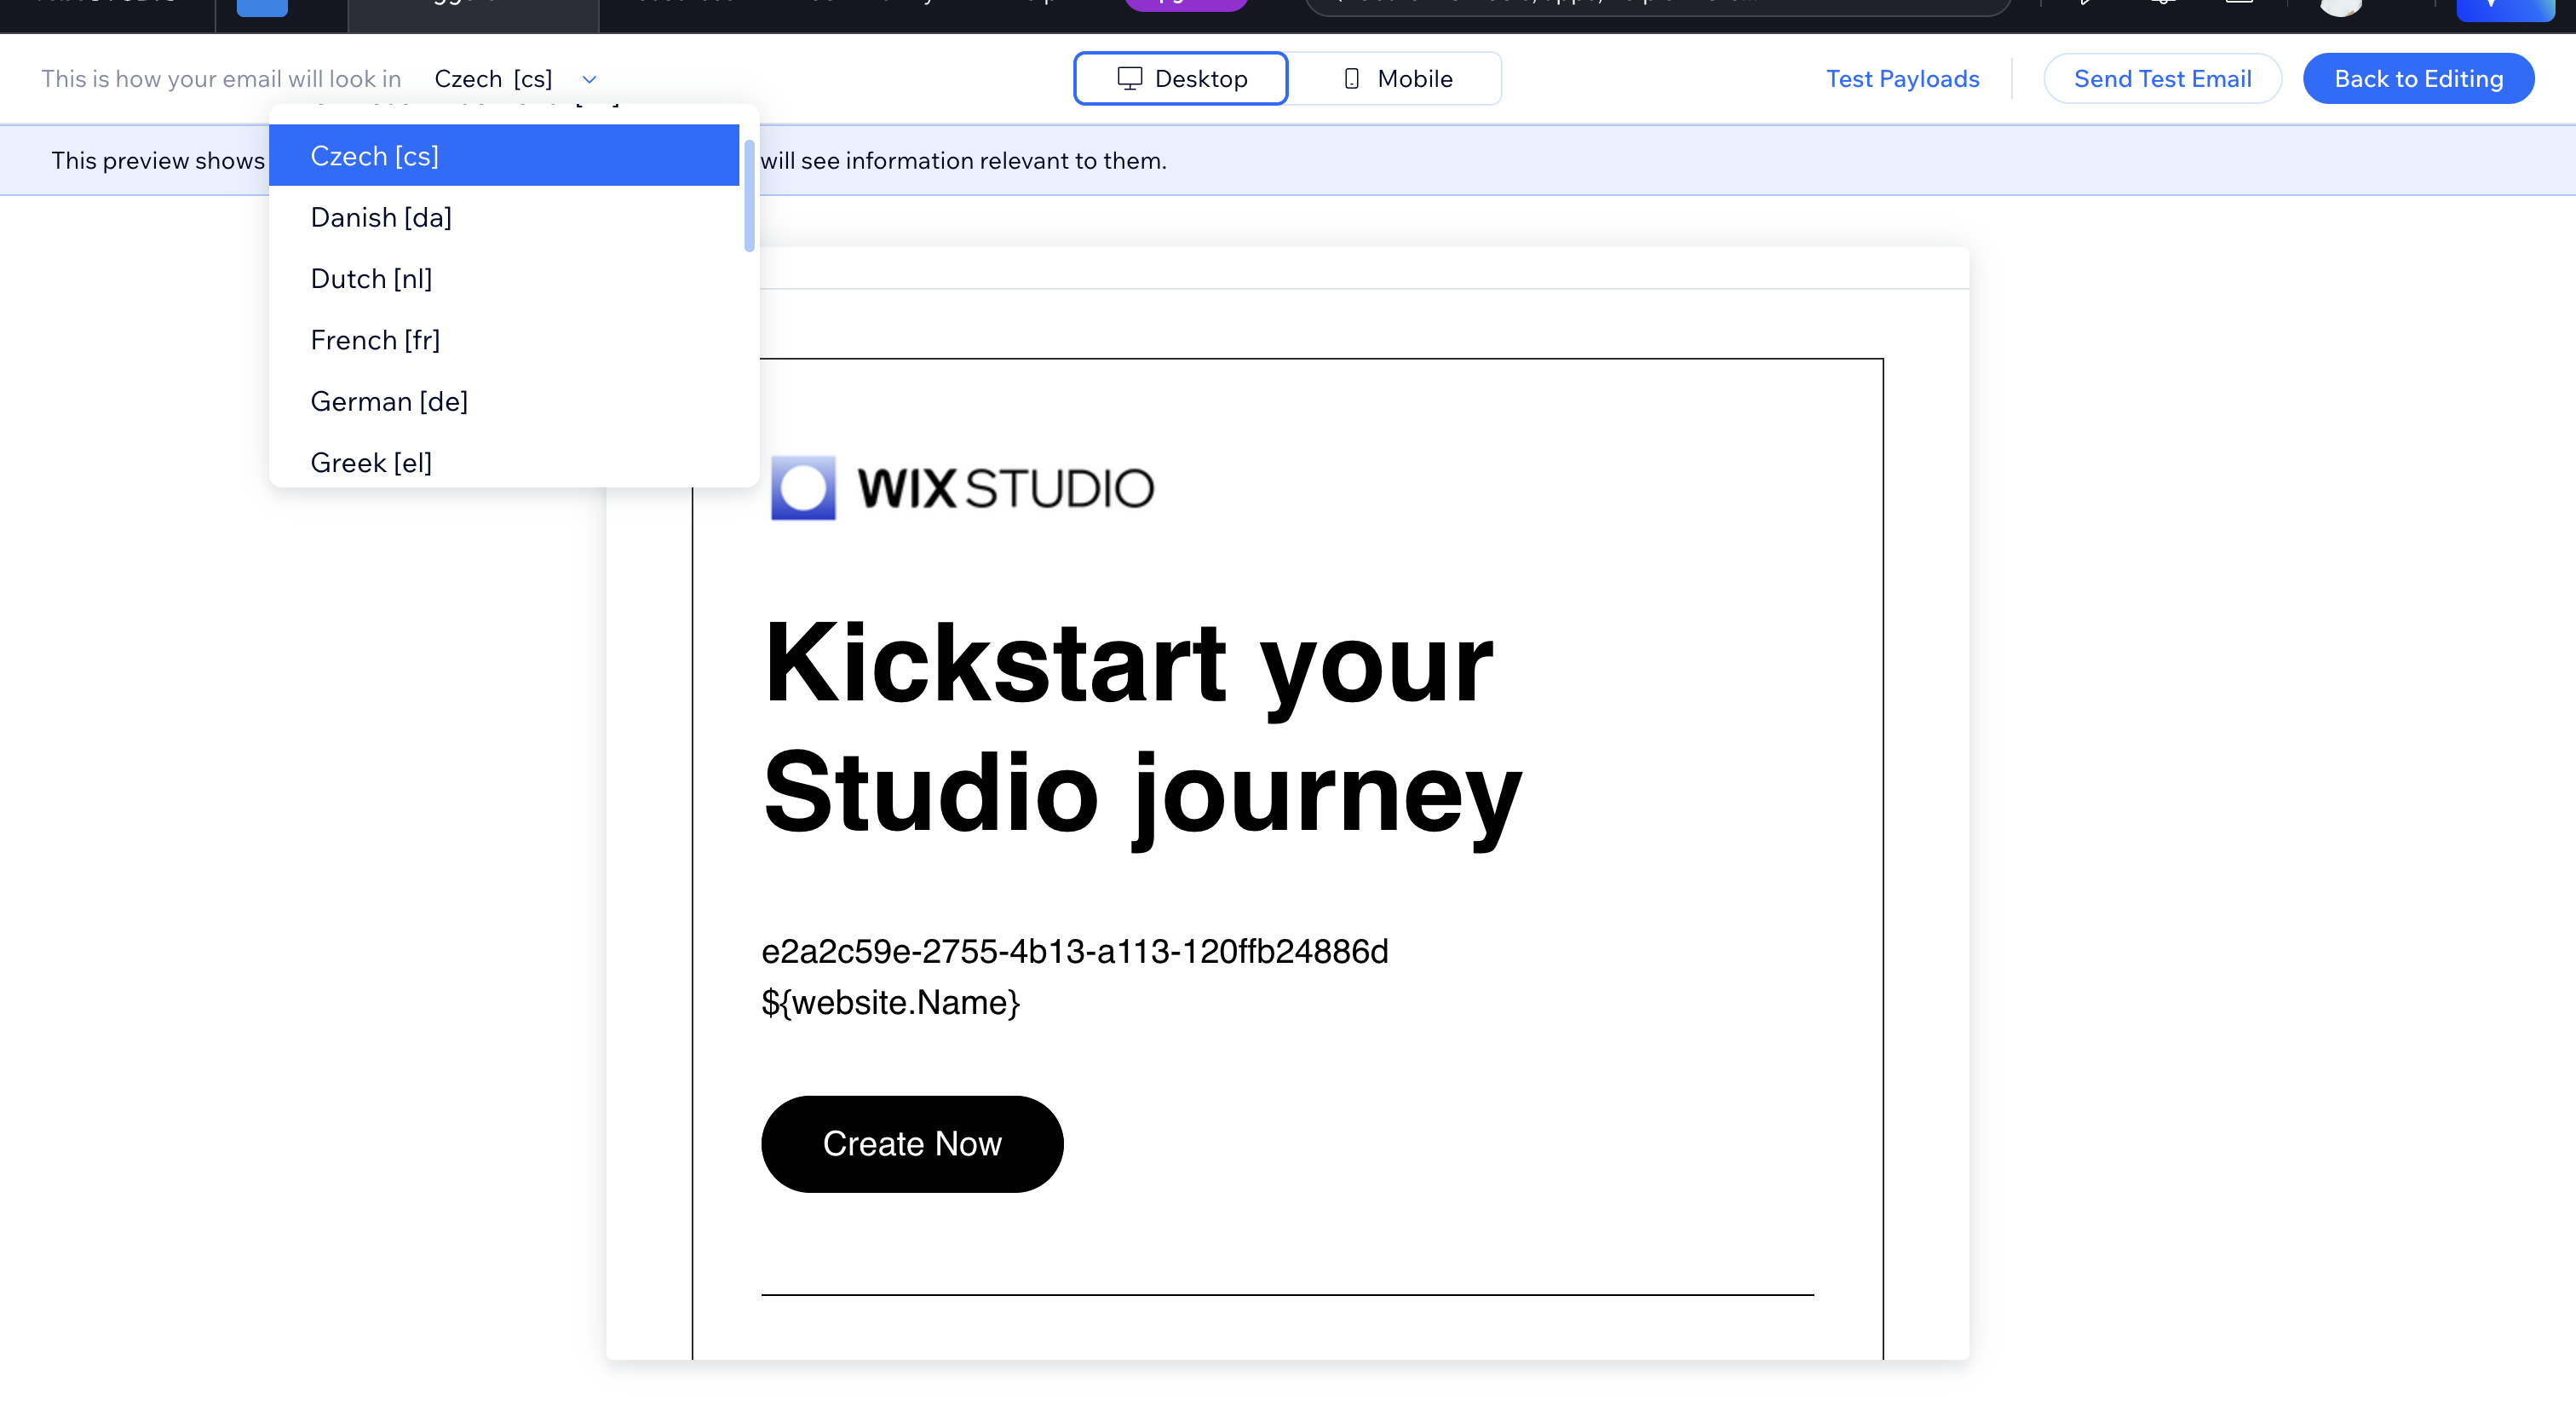 This is how your email will look in Czech [cs]
Desktop
Mobile
Test Payloads
Send Test Email
Back to Editing
This preview shows
will see information relevant to them.
Czech [cs]
Danish [da]
Dutch [nl]
French [fr]
German [de]
Greek [el]
WIX STUDIO
Kickstart your
Studio journey
e2a2c59e-2755-4b13-a113-120ffb24886d
${website.Name}
Create Now